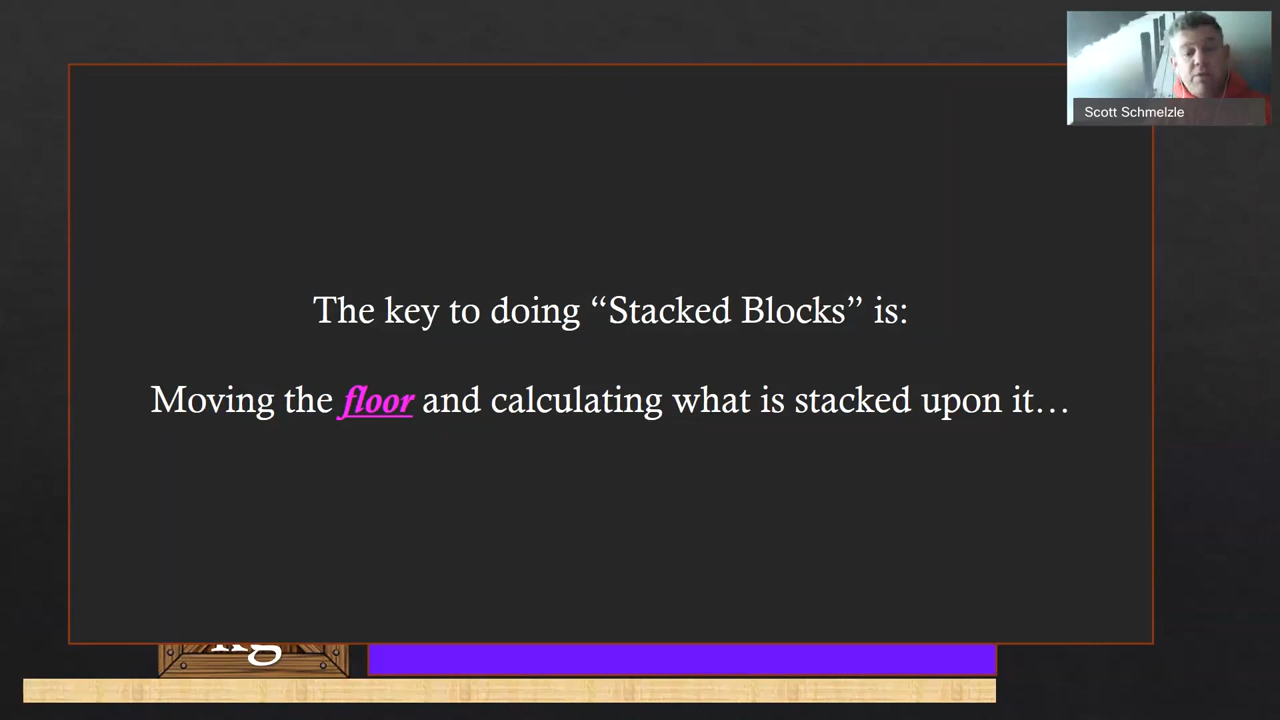 Scott Schmelzle
The key to doing “Stacked Blocks” is:
Moving the floor and calculating what is stacked upon it…
kg